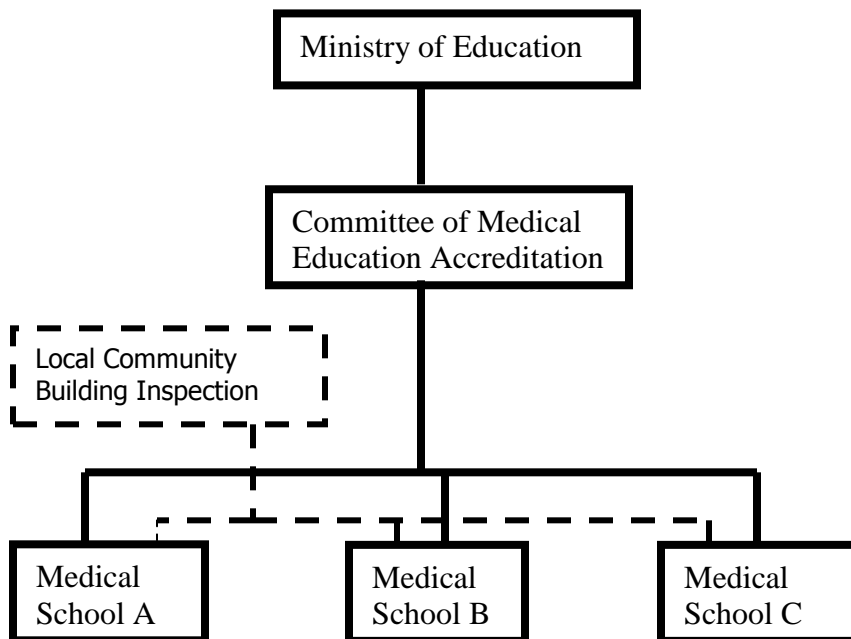 Ministry of Education
Committee of Medical
Education Accreditation
Local Community
Building Inspection
Medical
School A
Medical
School B
Medical
School C